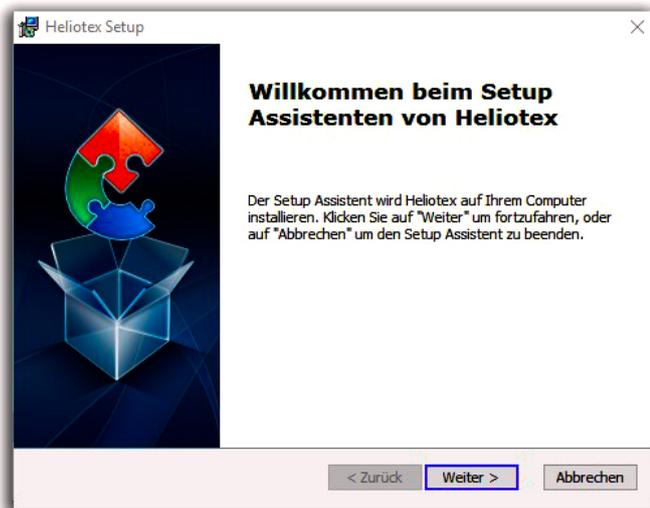 Heliotex Setup
Willkommen beim Setup
Assistenten von Heliotex
Der Setup Assistent wird Heliotex auf Ihrem Computer
installieren. Klicken Sie auf "Weiter" um fortzufahren, oder
auf "Abbrechen" um den Setup Assistent zu beenden.
< Zurück Weiter > Abbrechen